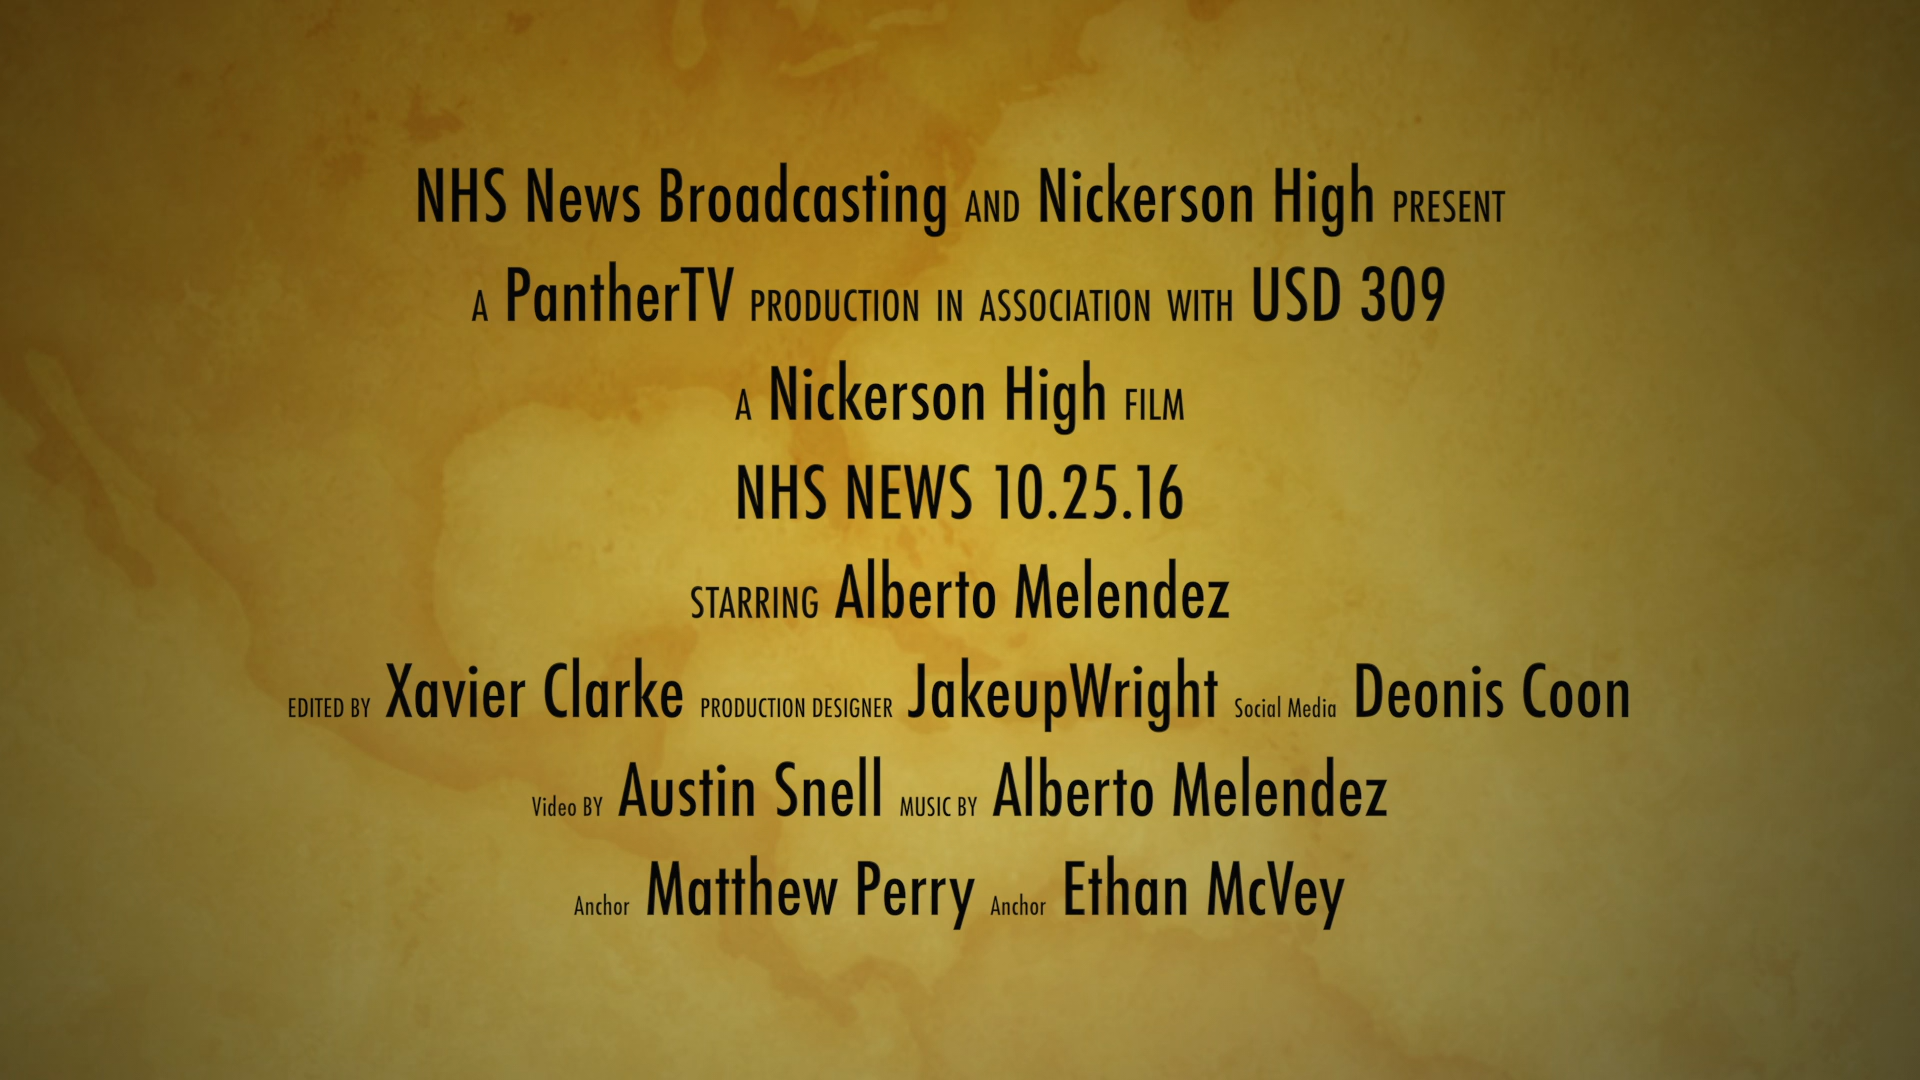 NHS News Broadcasting AND Nickerson High PRESENT
A PantherTV PRODUCTION IN ASSOCIATION WITH USD 309
A Nickerson High FILM
NHS NEWS 10.25.16
STARRING Alberto Melendez
EDITED BY Xavier Clarke PRODUCTION DESIGNER JakeupWright Social Media Deonis Coon
Video BY Austin Snell MUSIC BY Alberto Melendez
Anchor Matthew Perry Anchor Ethan McVey